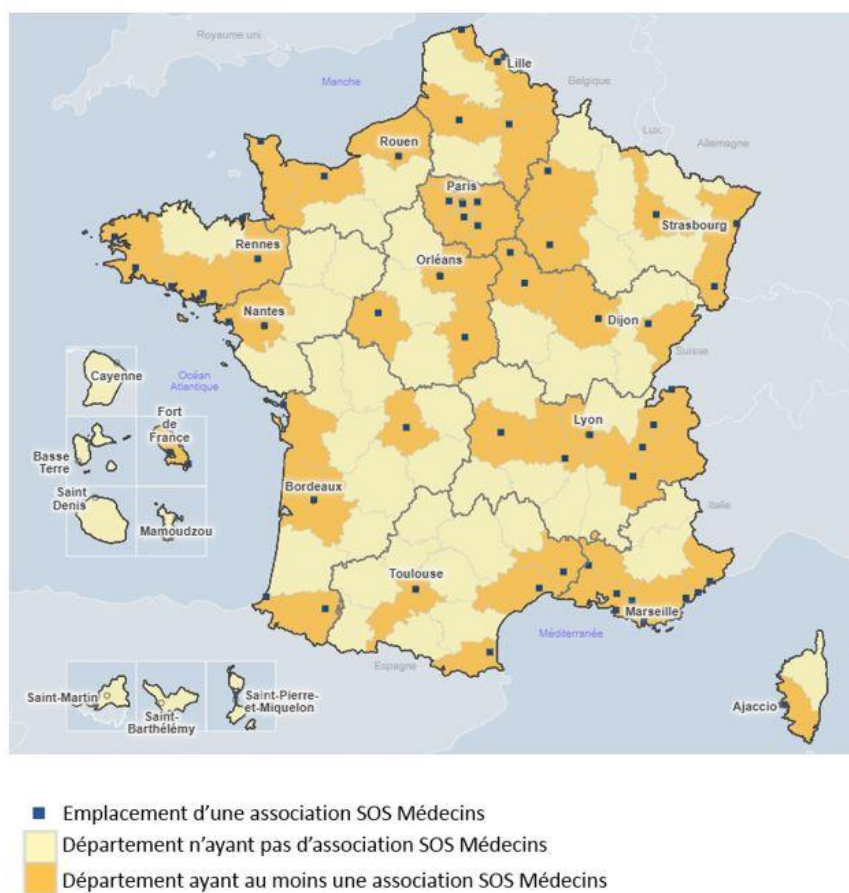 Royaume uni
Lille
Manche
Belgique
Rouen
Lux.
Allemagne
Paris
Strasbourg
Rennes
Orléans
Nantes
Dijon
Suisse
Océan
Atlantique
Cayenne
Fort
de
France
Lyon
Basse
Terre
Bordeaux
Saint
Denis
Italie
Mamoudzou
Toulouse
Marseille
Méditerranée
Espagne
Saint-Martin
Saint-Pierre-
et-Miquelon
Saint-
Barthélémy
Ajaccio
Emplacement d'une association SOS Médecins
Département n'ayant pas d'association SOS Médecins
Département ayant au moins une association SOS Médecins